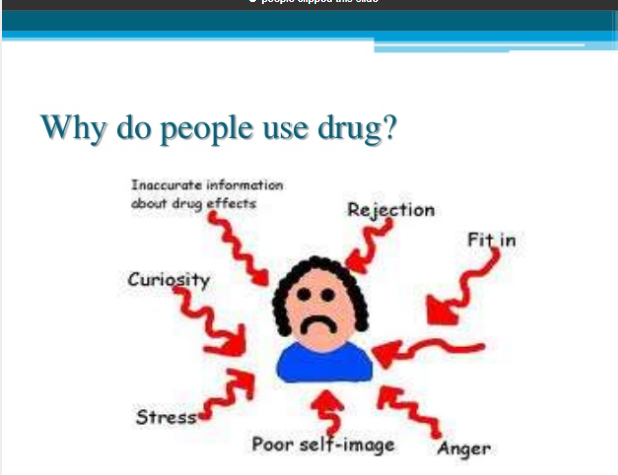 people clipped this slide
Why do people use drug?
Inaccurate information
about drug effects
Rejection
Fit in
Curiosity
Stress
Poor self-image
Anger